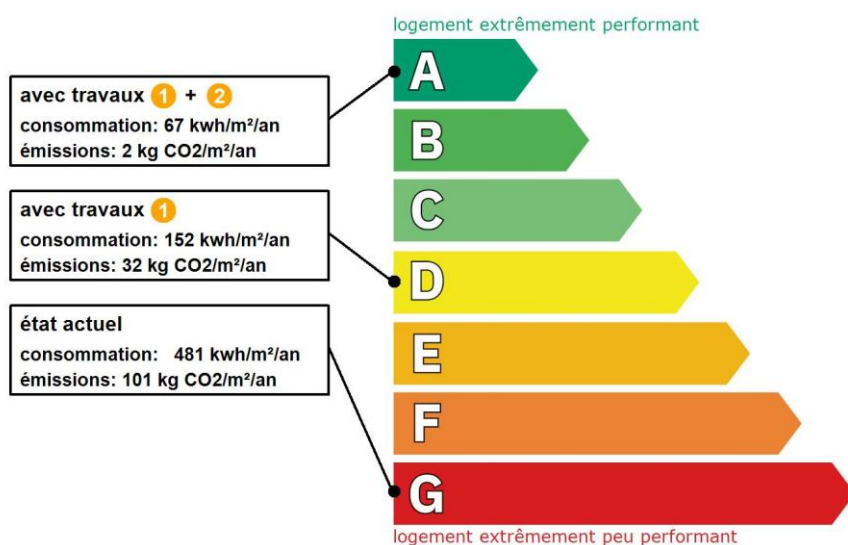 logement extrêmement performant
A
avec travaux 1 + 2
consommation: 67 kwh/m²/an
émissions: 2 kg CO2/m²/an
B
avec travaux 1
consommation: 152 kwh/m²/an
émissions: 32 kg CO2/m²/an
C
D
état actuel
consommation: 481 kwh/m²/an
émissions: 101 kg CO2/m²/an
E
F
G
logement extrêmement peu performant